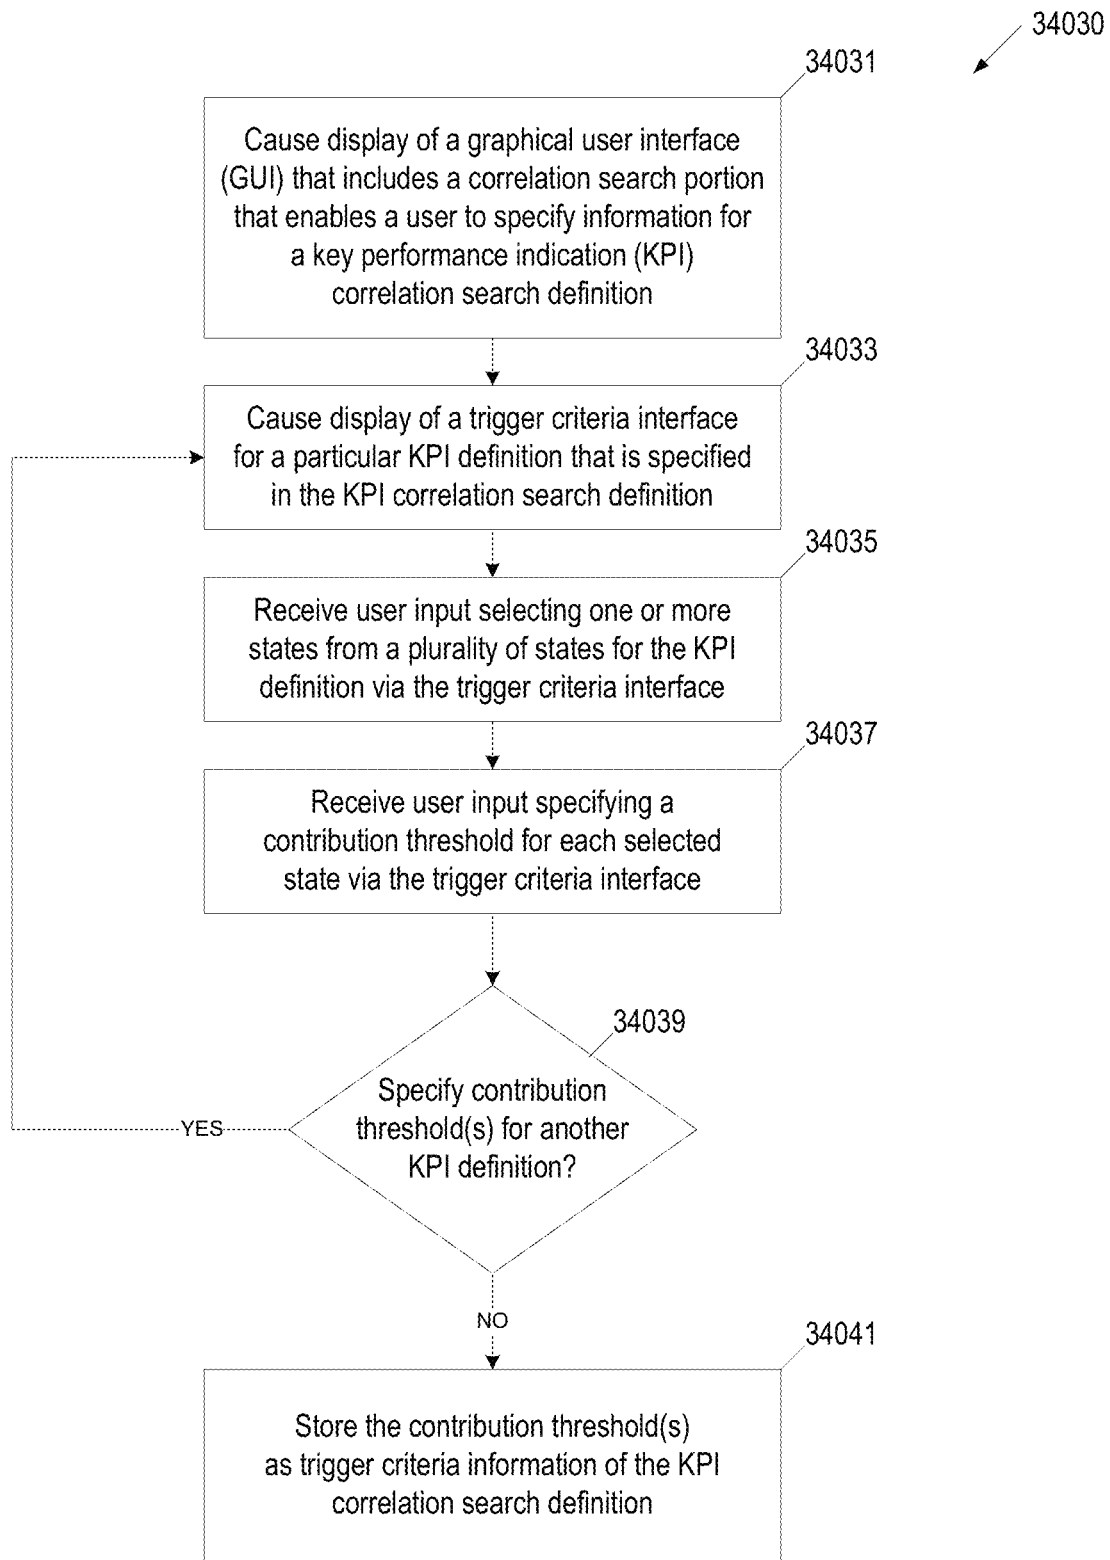 34030
34031
Cause display of a graphical user interface
(GUI) that includes a correlation search portion
that enables a user to specify information for
a key performance indication (KPI)
correlation search definition
34033
Cause display of a trigger criteria interface
for a particular KPI definition that is specified
in the KPI correlation search definition
34035
Receive user input selecting one or more
states from a plurality of states for the KPI
definition via the trigger criteria interface
34037
Receive user input specifying a
contribution threshold for each selected
state via the trigger criteria interface
34039
Specify contribution
threshold(s) for another
KPI definition?
YES
NO
34041
Store the contribution threshold(s)
as trigger criteria information of the KPI
correlation search definition